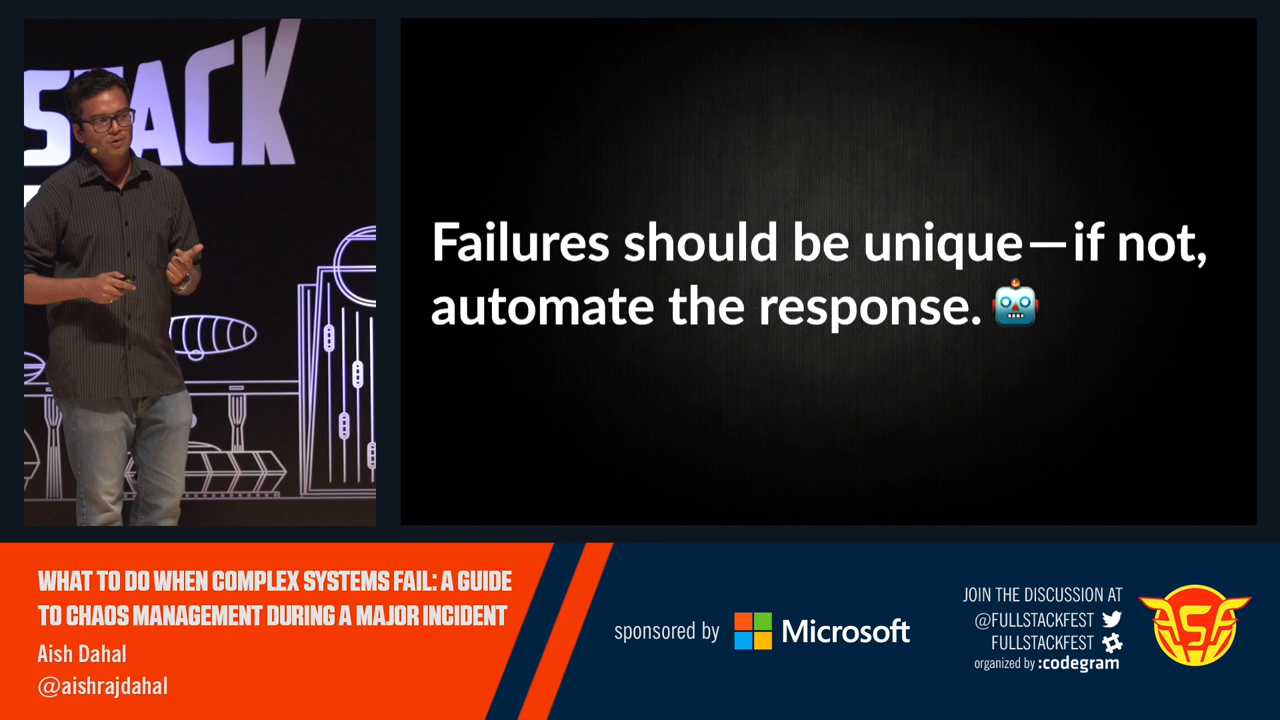 STACK
Failures should be unique—if not,
automate the response. 🤖
WHAT TO DO WHEN COMPLEX SYSTEMS FAIL: A GUIDE
TO CHAOS MANAGEMENT DURING A MAJOR INCIDENT
Aish Dahal
@aishrajdahal
sponsored by Microsoft
JOIN THE DISCUSSION AT
@FULLSTACKFEST
FULLSTACKFEST
organized by :codegram
FSF